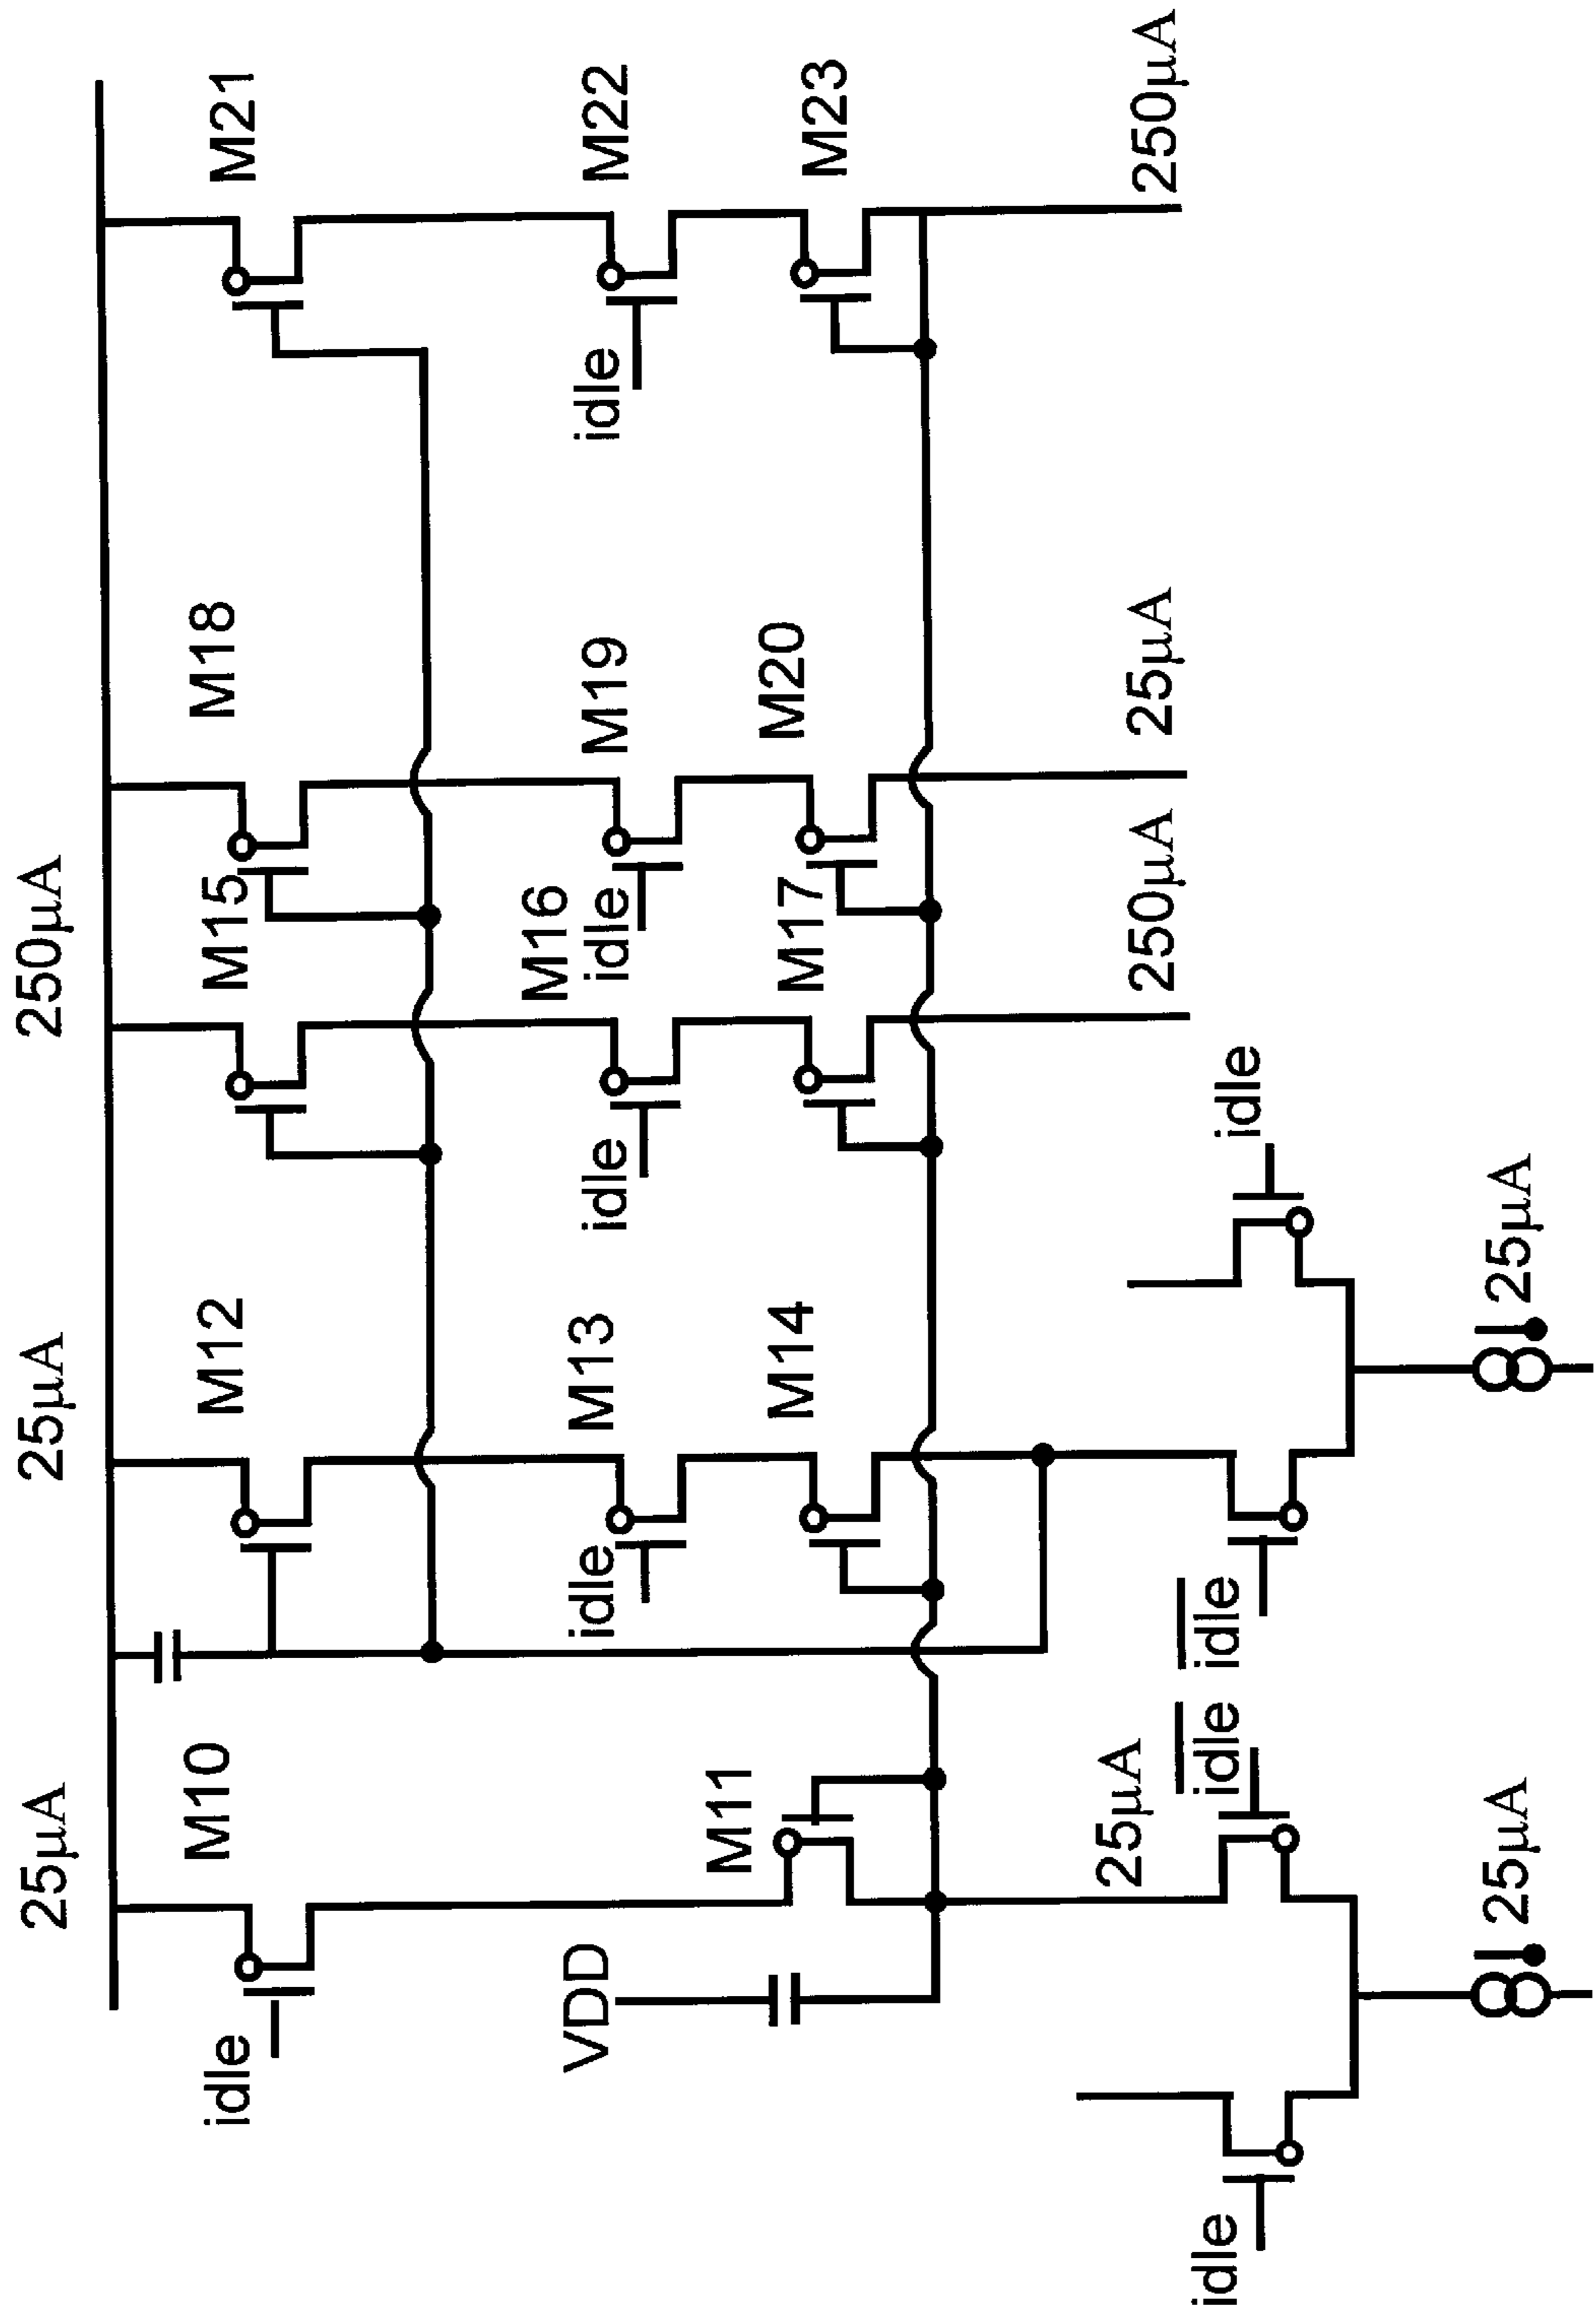 25µA
25µA
250µA
M10
M12
M15
M18
M21
idle
VDD
M11
idle
M13
M14
idle
M16
M17
idle
M19
M20
idle
M22
M23
25µA
250µA
25µA
250µA
idle
idle
idle
idle
25µA
25µA